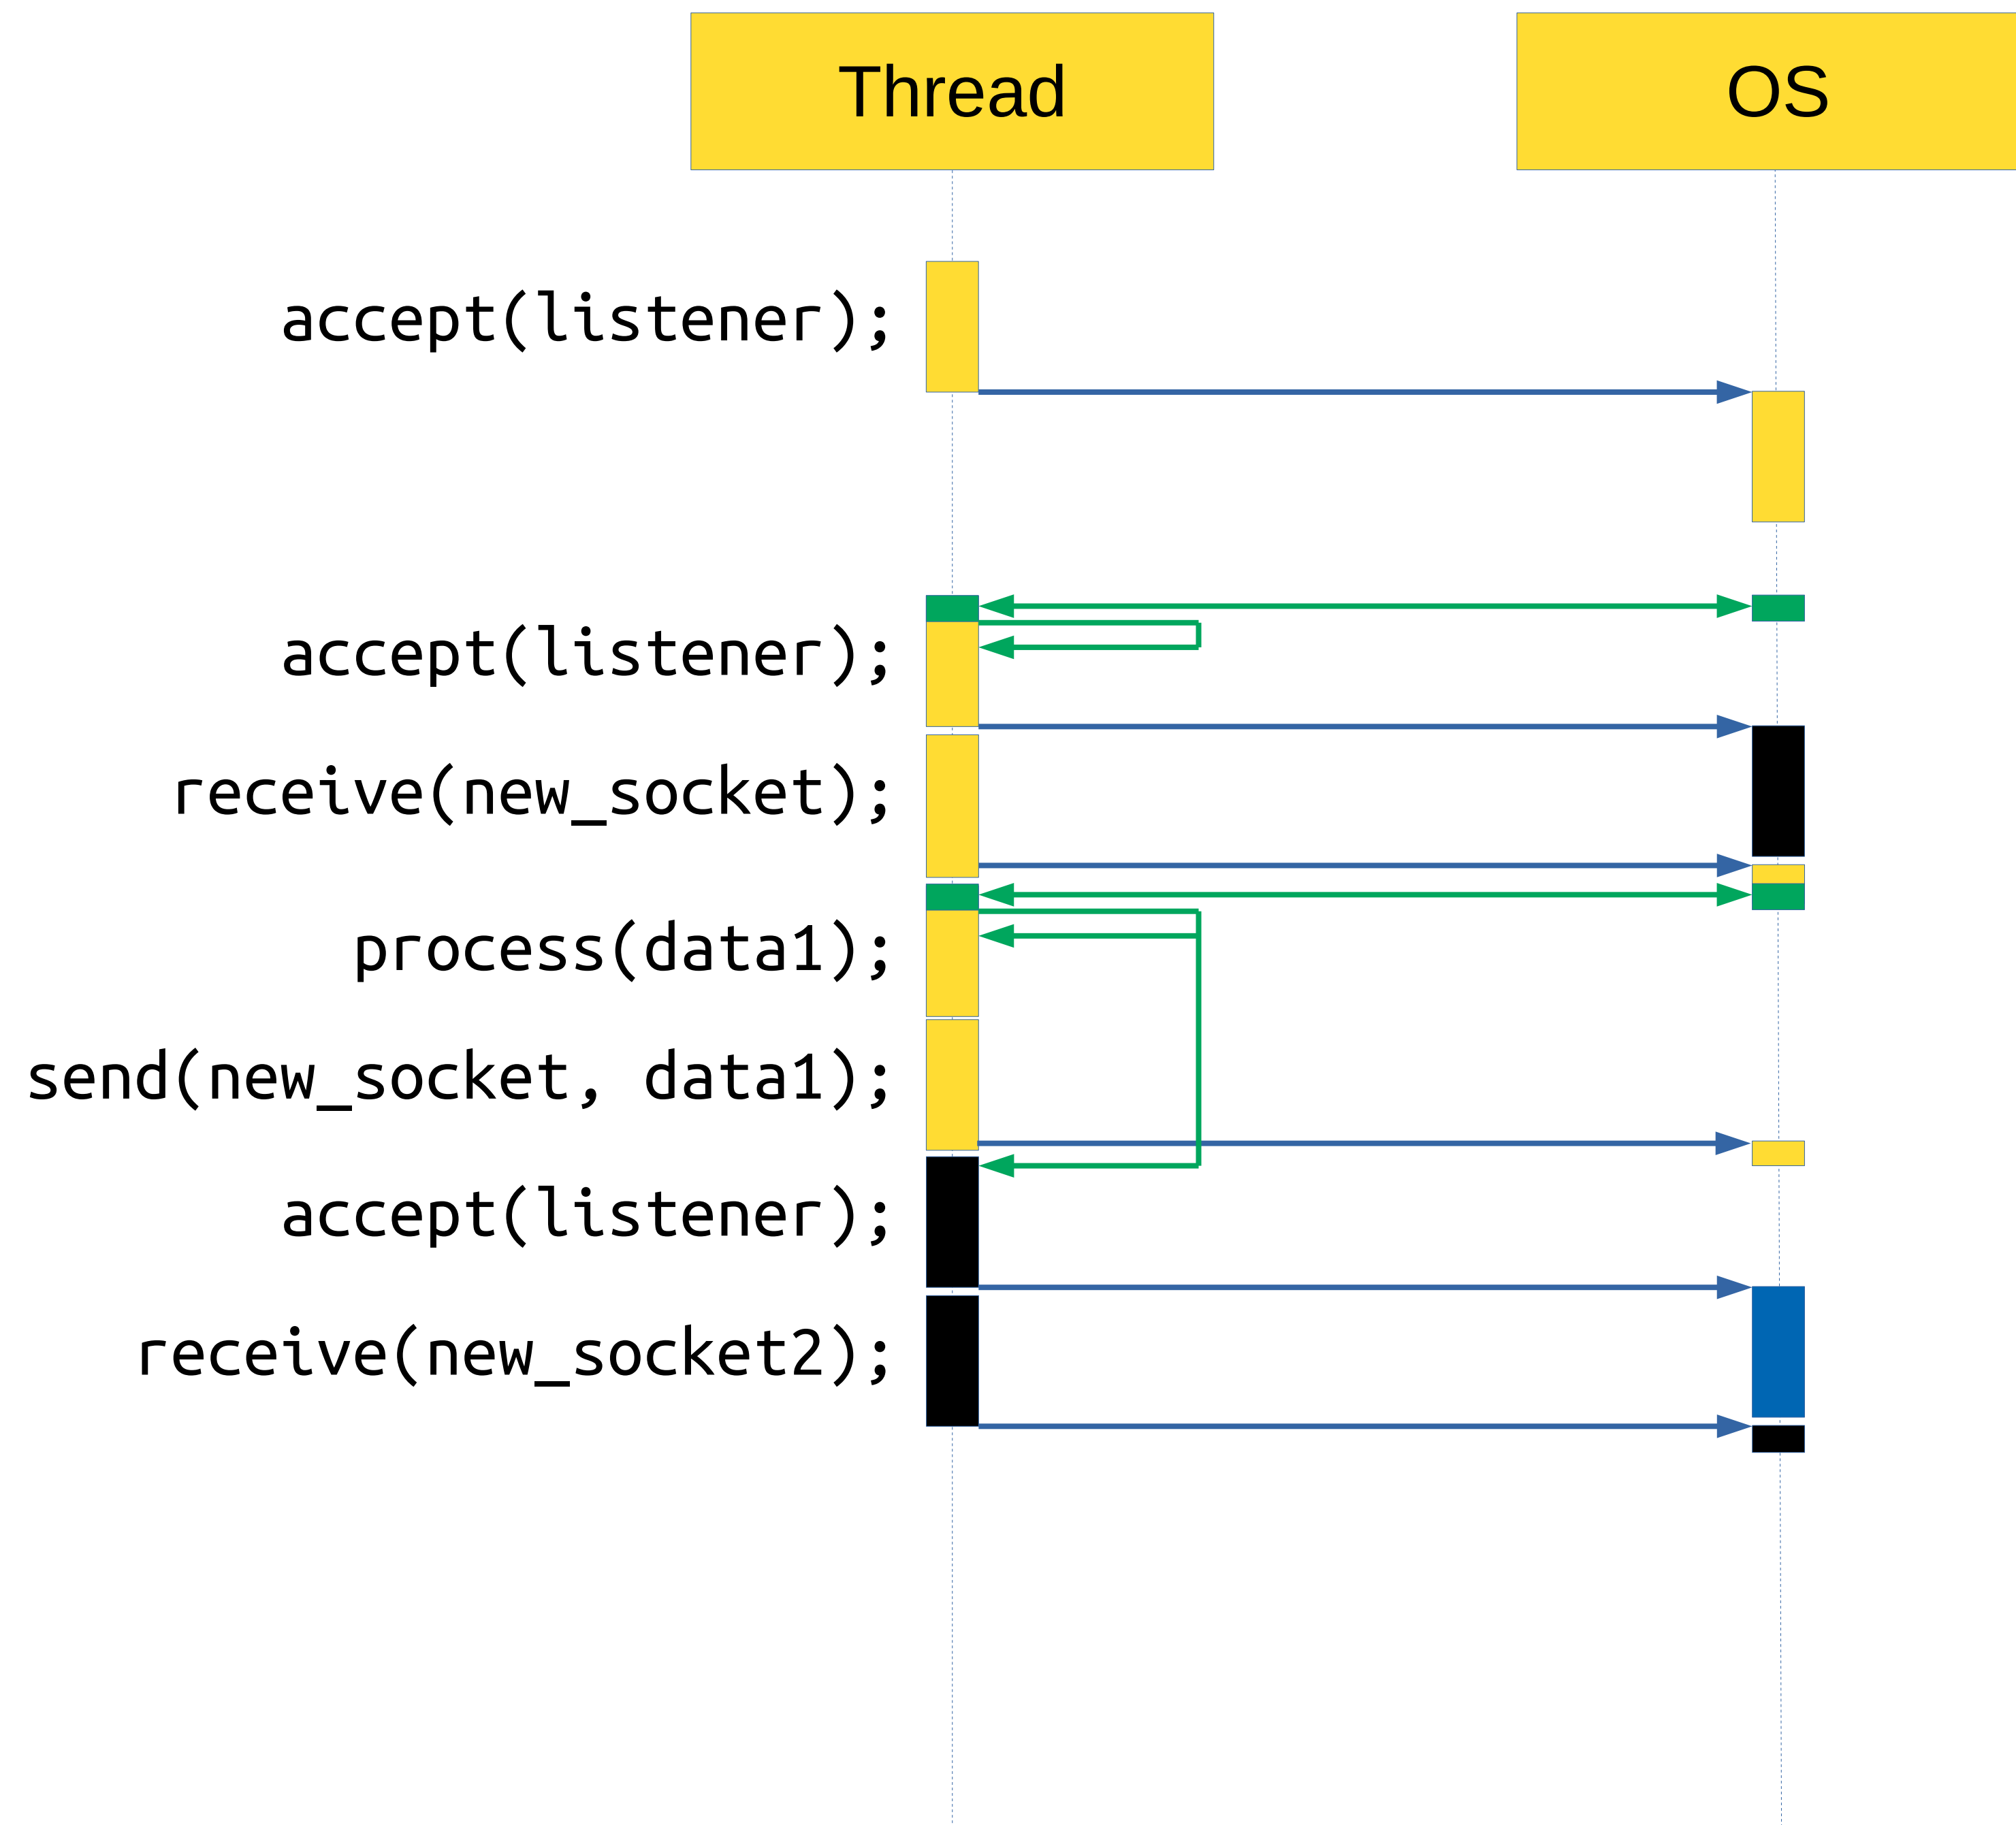 Thread
OS
accept(listener);
accept(listener);
receive(new_socket);
process(data1);
send(new_socket, data1);
accept(listener);
receive(new_socket2);